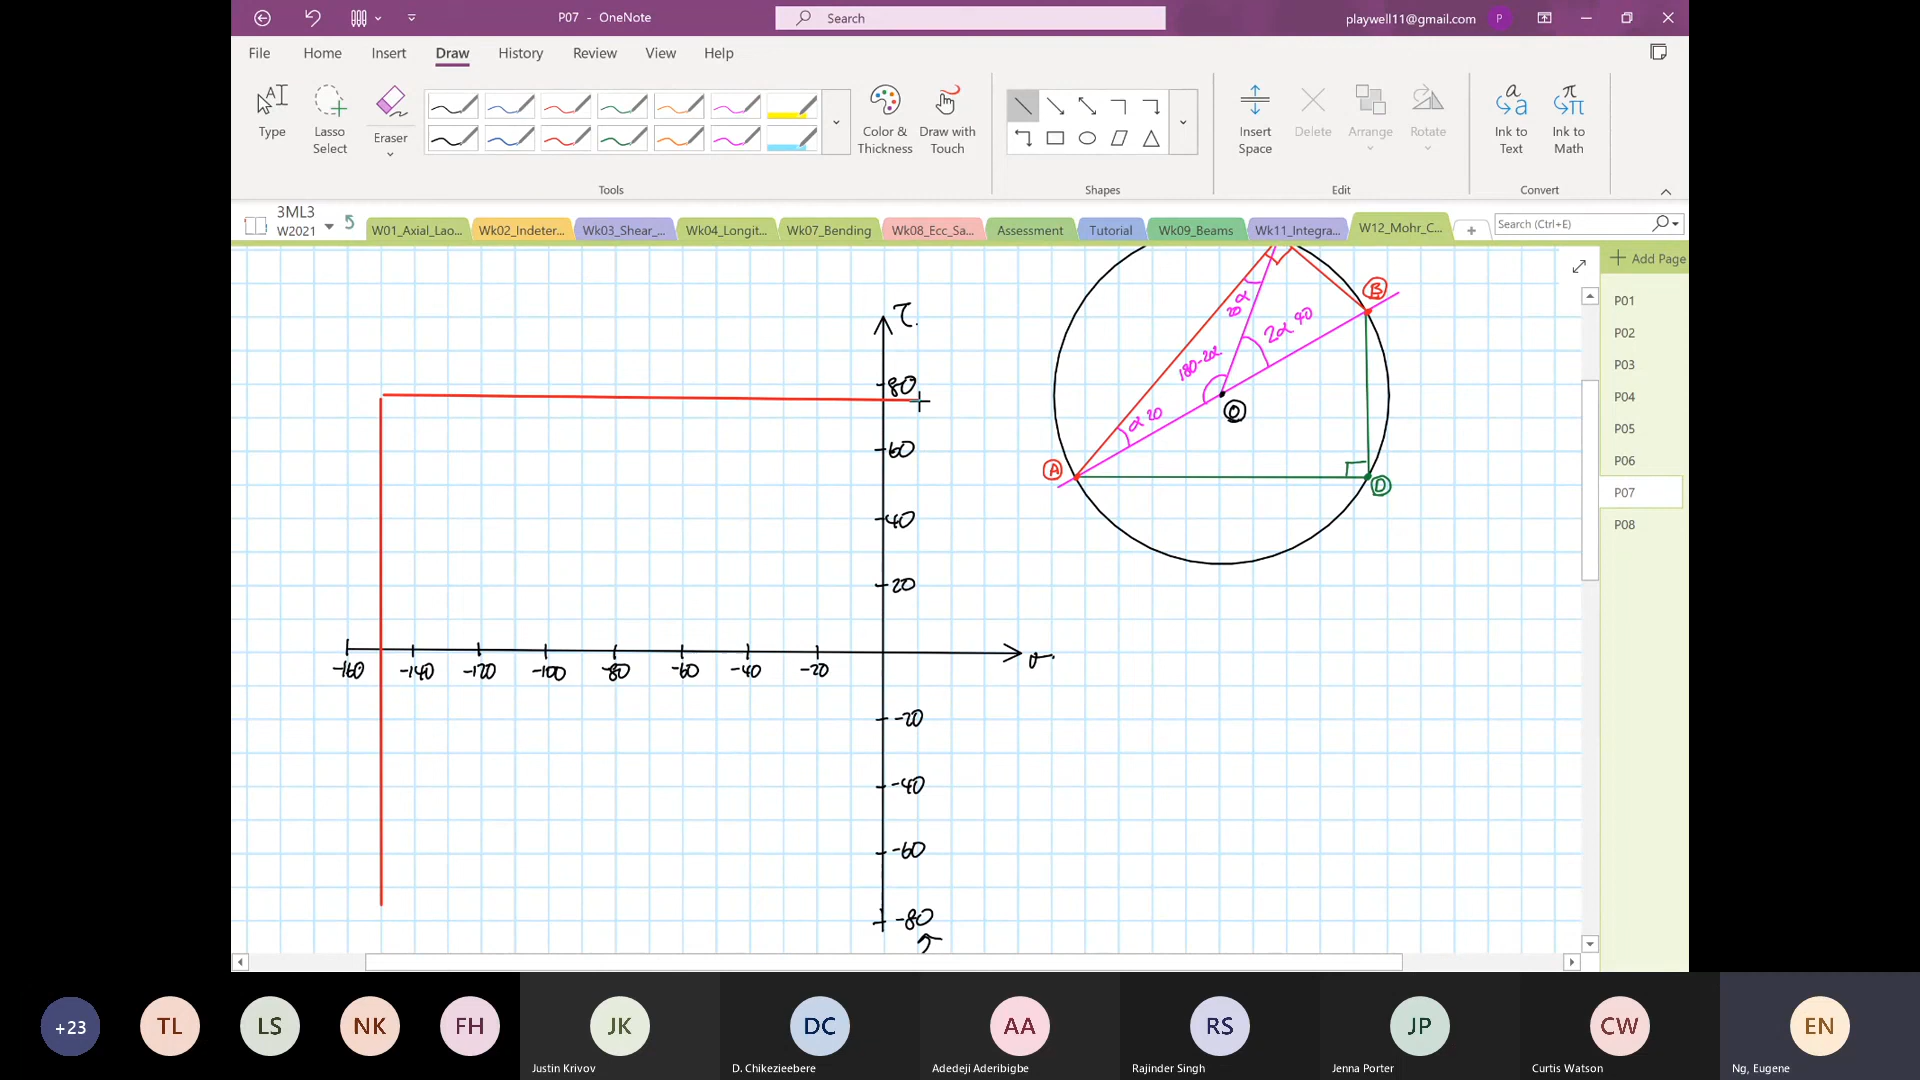 P07 - OneNote
Search
playwell11@gmail.com
P
File Home Insert Draw History Review View Help
Type
Lasso Select
Eraser
Color & Thickness
Draw with Touch
Insert Space
Delete
Arrange
Rotate
Ink to Text
Ink to Math
Tools Shapes Edit Convert
3ML3 W2021
W01_Axial_Lao... Wk02_Indeter... Wk03_Shear_... Wk04_Longit... Wk07_Bending Wk08_Ecc_Sa... Assessment Tutorial Wk09_Beams Wk11_Integra... W12_Mohr_C...
Search (Ctrl+E)
Add Page
P01
P02
P03
P04
P05
P06
P07
P08
τ
80
60
40
20
-160 -140 -120 -100 -80 -60 -40 -20
σ
-20
-40
-60
-80
B
20 α
2α 40
180-2α
O
α 20
A
D
+23 TL LS NK FH JK DC AA RS JP CW EN
Justin Krivov D. Chikezieebere Adedeji Aderibigbe Rajinder Singh Jenna Porter Curtis Watson Ng, Eugene